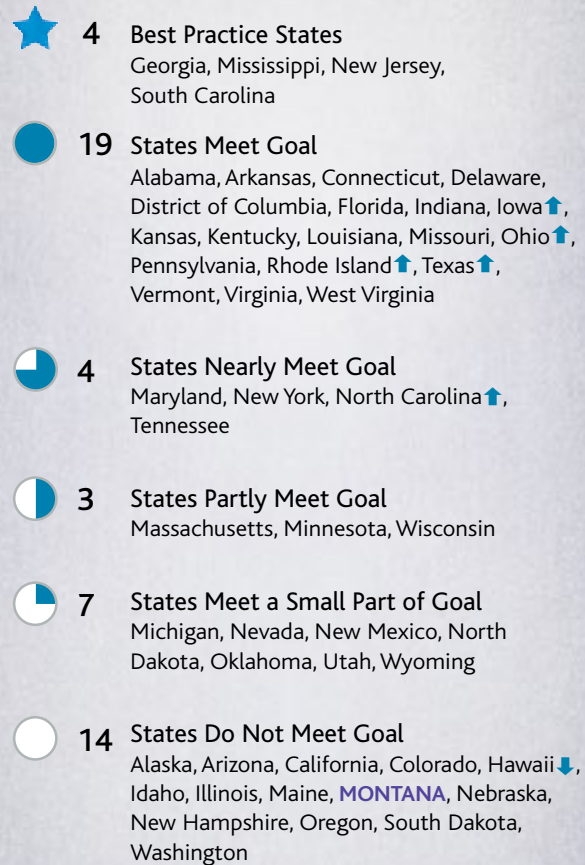 4 Best Practice States
Georgia, Mississippi, New Jersey,
South Carolina
19 States Meet Goal
Alabama, Arkansas, Connecticut, Delaware,
District of Columbia, Florida, Indiana, Iowa⬆,
Kansas, Kentucky, Louisiana, Missouri, Ohio⬆,
Pennsylvania, Rhode Island⬆, Texas⬆,
Vermont, Virginia, West Virginia
4 States Nearly Meet Goal
Maryland, New York, North Carolina⬆,
Tennessee
3 States Partly Meet Goal
Massachusetts, Minnesota, Wisconsin
7 States Meet a Small Part of Goal
Michigan, Nevada, New Mexico, North
Dakota, Oklahoma, Utah, Wyoming
14 States Do Not Meet Goal
Alaska, Arizona, California, Colorado, Hawaii⬇,
Idaho, Illinois, Maine, MONTANA, Nebraska,
New Hampshire, Oregon, South Dakota,
Washington